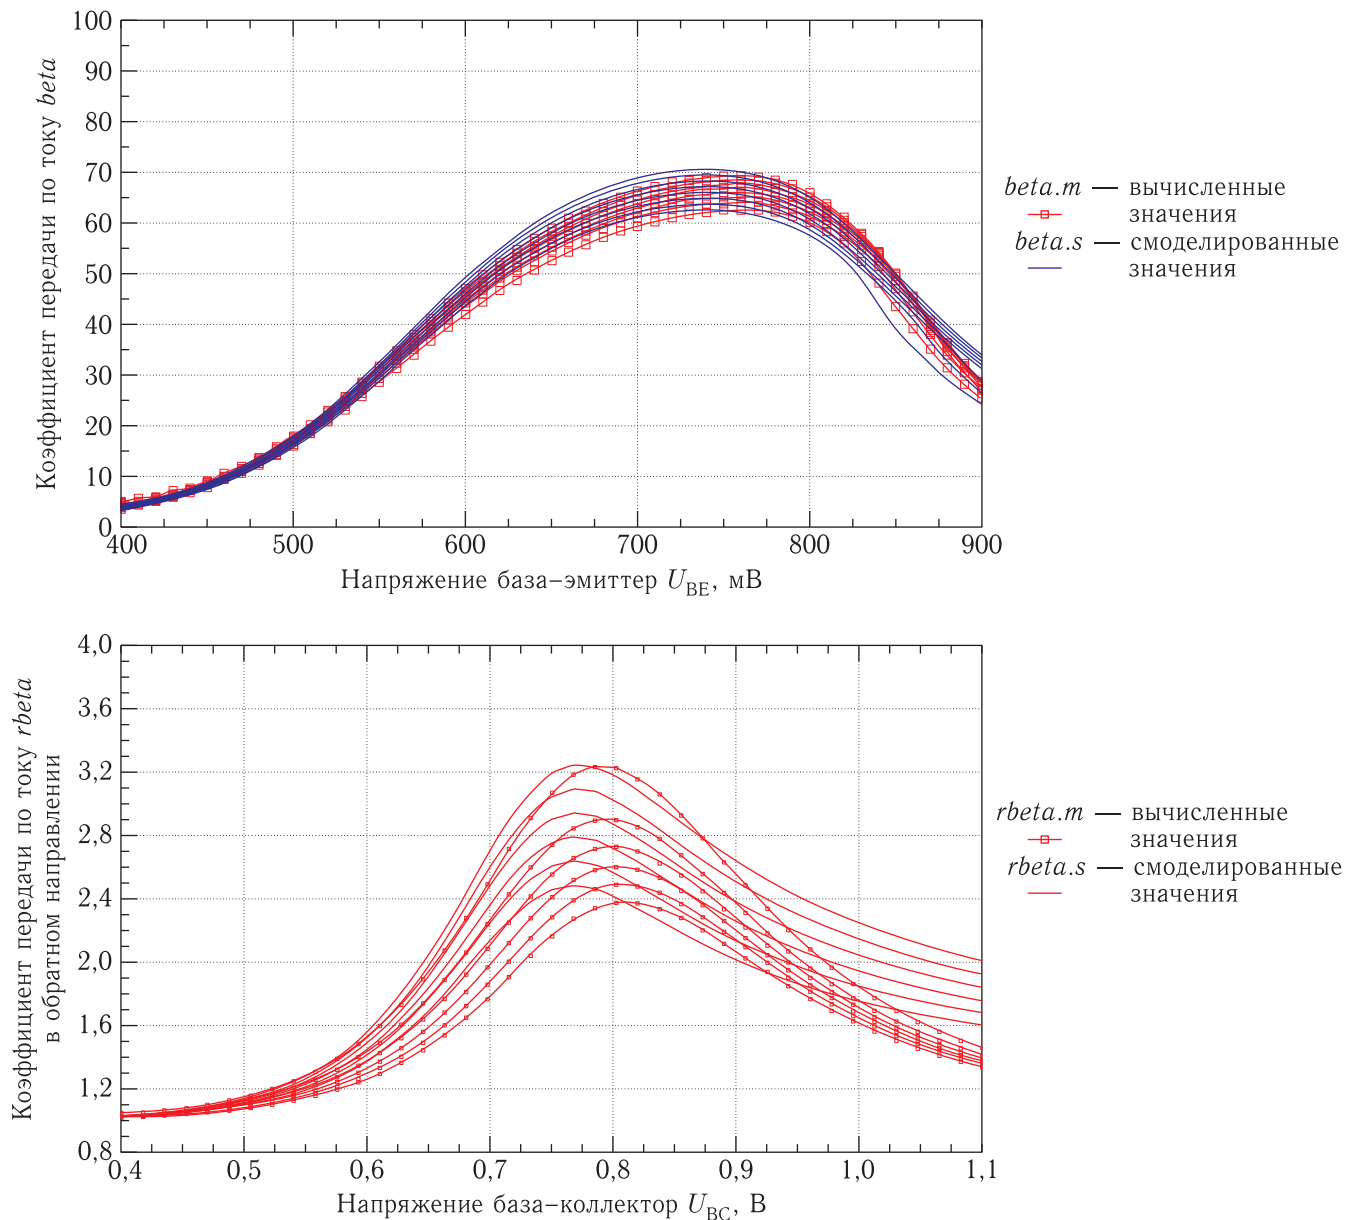 Коэффициент передачи по току beta
100
90
80
70
60
50
40
30
20
10
0
400
500
600
700
800
900
Напряжение база–эмиттер U_BE, мВ
beta.m — вычисленные
значения
beta.s — смоделированные
значения
Коэффициент передачи по току rbeta
в обратном направлении
4,0
3,6
3,2
2,8
2,4
2,0
1,6
1,2
0,8
0,4
0,5
0,6
0,7
0,8
0,9
1,0
1,1
Напряжение база–коллектор U_BC, В
rbeta.m — вычисленные
значения
rbeta.s — смоделированные
значения